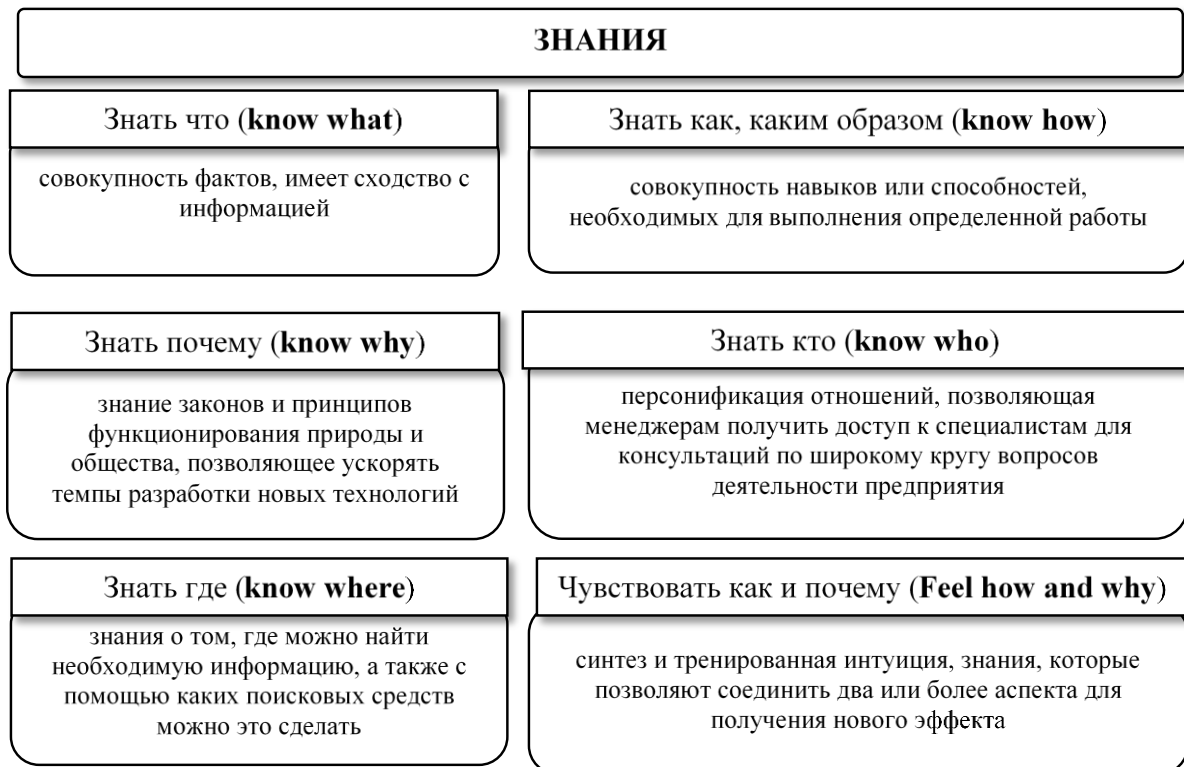 ЗНАНИЯ
Знать что (know what)
совокупность фактов, имеет сходство с
информацией
Знать как, каким образом (know how)
совокупность навыков или способностей,
необходимых для выполнения определенной работы
Знать почему (know why)
знание законов и принципов
функционирования природы и
общества, позволяющее ускорять
темпы разработки новых технологий
Знать кто (know who)
персонификация отношений, позволяющая
менеджерам получить доступ к специалистам для
консультаций по широкому кругу вопросов
деятельности предприятия
Знать где (know where)
знания о том, где можно найти
необходимую информацию, а также с
помощью каких поисковых средств
можно это сделать
Чувствовать как и почему (Feel how and why)
синтез и тренированная интуиция, знания, которые
позволяют соединить два или более аспекта для
получения нового эффекта